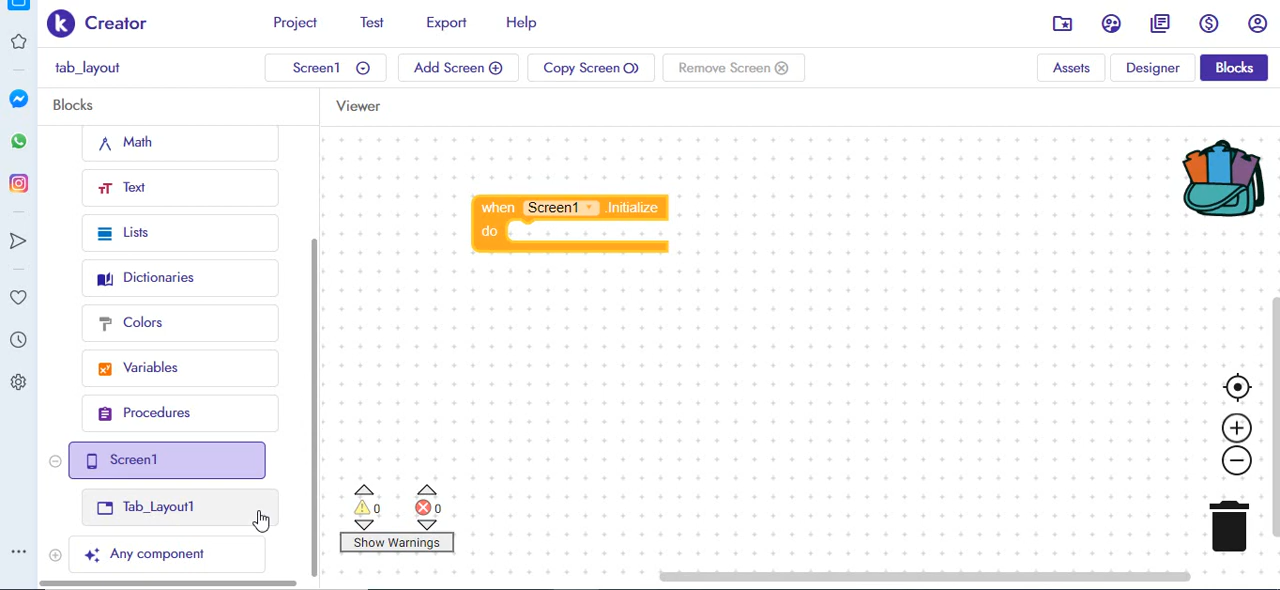 Creator
Project
Test
Export
Help
tab_layout
Screen1
Add Screen
Copy Screen
Remove Screen
Assets
Designer
Blocks
Blocks
Viewer
Math
Text
Lists
Dictionaries
Colors
Variables
Procedures
Screen1
Tab_Layout1
Any component
when Screen1 .Initialize
do
0
0
Show Warnings